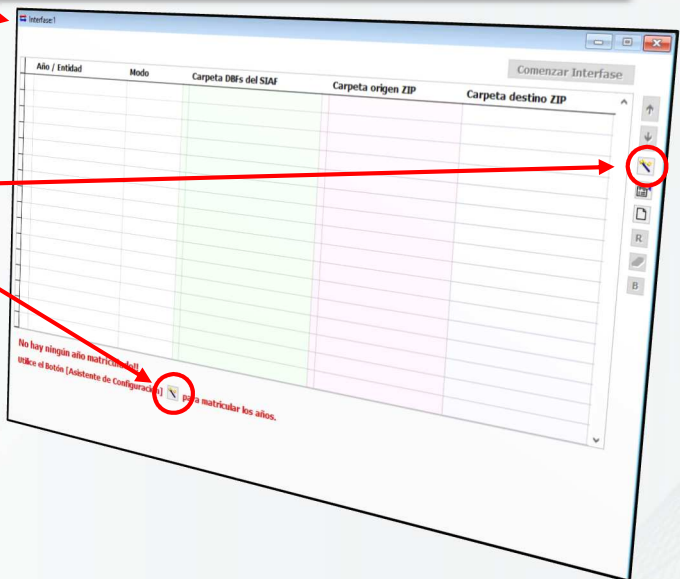 Interfase:1
Comenzar Interfase
Año / Entidad Modo Carpeta DBFs del SIAF Carpeta origen ZIP Carpeta destino ZIP
R
B
No hay ningún año matriculado!!
Utilice el Botón [Asistente de Configuración] para matricular los años.